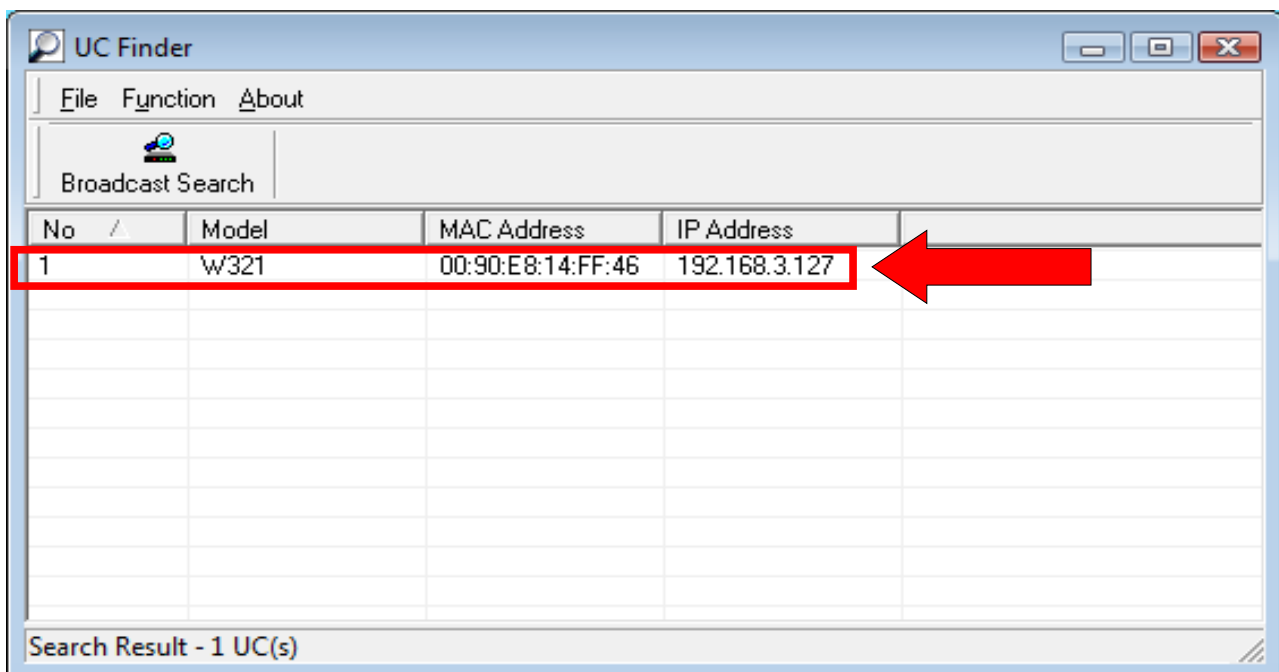 UC Finder
File Function About
Broadcast Search
No Model MAC Address IP Address
1 W321 00:90:E8:14:FF:46 192.168.3.127
Search Result - 1 UC(s)